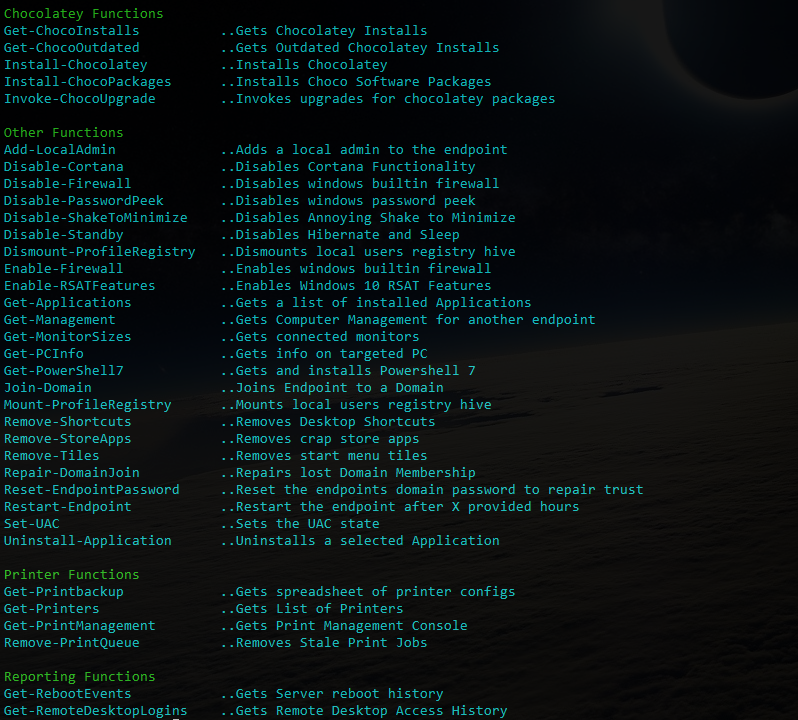 Chocolatey Functions
Get-ChocoInstalls ..Gets Chocolatey Installs
Get-ChocoOutdated ..Gets Outdated Chocolatey Installs
Install-Chocolatey ..Installs Chocolatey
Install-ChocoPackages ..Installs Choco Software Packages
Invoke-ChocoUpgrade ..Invokes upgrades for chocolatey packages
Other Functions
Add-LocalAdmin ..Adds a local admin to the endpoint
Disable-Cortana ..Disables Cortana Functionality
Disable-Firewall ..Disables windows builtin firewall
Disable-PasswordPeek ..Disables windows password peek
Disable-ShakeToMinimize ..Disables Annoying Shake to Minimize
Disable-Standby ..Disables Hibernate and Sleep
Dismount-ProfileRegistry ..Dismounts local users registry hive
Enable-Firewall ..Enables windows builtin firewall
Enable-RSATFeatures ..Enables Windows 10 RSAT Features
Get-Applications ..Gets a list of installed Applications
Get-Management ..Gets Computer Management for another endpoint
Get-MonitorSizes ..Gets connected monitors
Get-PCInfo ..Gets info on targeted PC
Get-PowerShell7 ..Gets and installs Powershell 7
Join-Domain ..Joins Endpoint to a Domain
Mount-ProfileRegistry ..Mounts local users registry hive
Remove-Shortcuts ..Removes Desktop Shortcuts
Remove-StoreApps ..Removes crap store apps
Remove-Tiles ..Removes start menu tiles
Repair-DomainJoin ..Repairs lost Domain Membership
Reset-EndpointPassword ..Reset the endpoints domain password to repair trust
Restart-Endpoint ..Restart the endpoint after X provided hours
Set-UAC ..Sets the UAC state
Uninstall-Application ..Uninstalls a selected Application
Printer Functions
Get-Printbackup ..Gets spreadsheet of printer configs
Get-Printers ..Gets List of Printers
Get-PrintManagement ..Gets Print Management Console
Remove-PrintQueue ..Removes Stale Print Jobs
Reporting Functions
Get-RebootEvents ..Gets Server reboot history
Get-RemoteDesktopLogins ..Gets Remote Desktop Access History